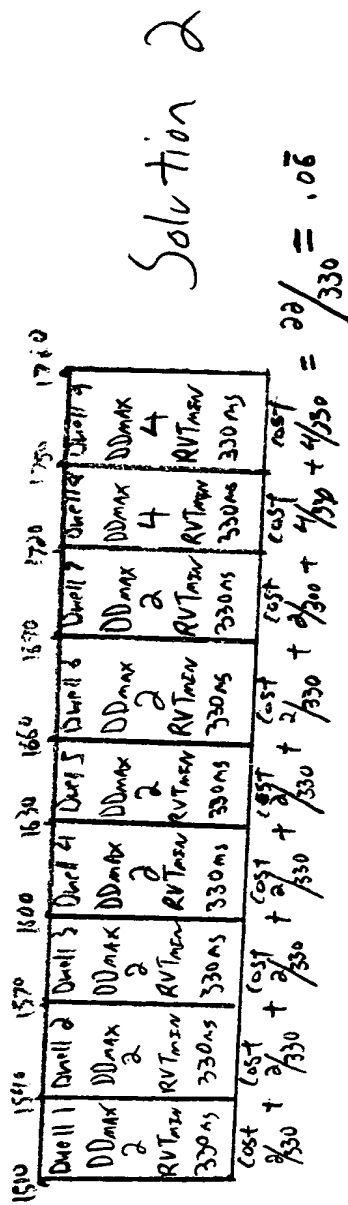 1510 1540 1570 1600 1630 1660 1690 1720 1750 1780
Dwell 1 Dwell 2 Dwell 3 Dwell 4 Dwell 5 Dwell 6 Dwell 7 Dwell 8 Dwell 9
DDMAX DDMAX DDMAX DDMAX DDMAX DDMAX DDMAX DDMAX DDMAX
2 2 2 2 2 2 2 4 4
RVTMIN RVTMIN RVTMIN RVTMIN RVTMIN RVTMIN RVTMIN RVTMIN RVTMIN
330ms 330ms 330ms 330ms 330ms 330ms 330ms 330ms 330ms
Cost Cost Cost Cost Cost Cost Cost Cost Cost
2/330 + 2/330 + 2/330 + 2/330 + 2/330 + 2/330 + 2/300 + 4/330 + 4/330 = 22/330 = .06̄
Solution 2